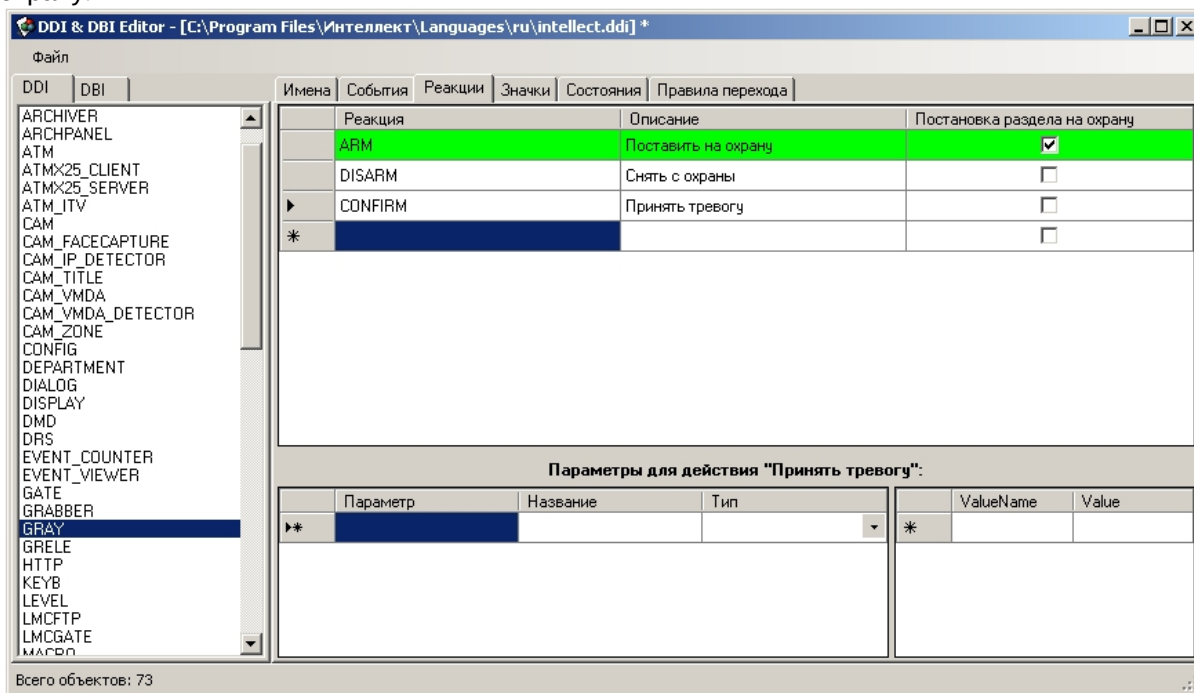 DDI & DBI Editor - [C:\Program Files\Интеллект\Languages\ru\intellect.ddi] *
Файл
DDI DBI
Имена События Реакции Значки Состояния Правила перехода
ARCHIVER
ARCHPANEL
ATM
ATMX25_CLIENT
ATMX25_SERVER
ATM_ITV
CAM
CAM_FACECAPTURE
CAM_IP_DETECTOR
CAM_TITLE
CAM_VMDA
CAM_VMDA_DETECTOR
CAM_ZONE
CONFIG
DEPARTMENT
DIALOG
DISPLAY
DMD
DRS
EVENT_COUNTER
EVENT_VIEWER
GATE
GRABBER
GRAY
GRELE
HTTP
KEYB
LEVEL
LMCFTP
LMCGATE
MACRO
Реакция Описание Постановка раздела на охрану
ARM Поставить на охрану
DISARM Снять с охраны
CONFIRM Принять тревогу
Параметры для действия "Принять тревогу":
Параметр Название Тип
ValueName Value
Всего объектов: 73